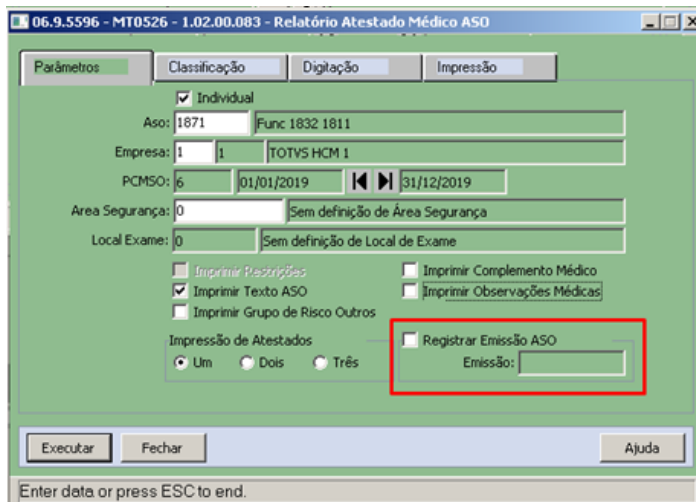 06.9.5596 - MT0526 - 1.02.00.083 - Relatório Atestado Médico ASO
Parâmetros Classificação Digitação Impressão
Individual
Aso: 1871 Func 1832 1811
Empresa: 1 1 TOTVS HCM 1
PCMSO: 6 01/01/2019 31/12/2019
Area Segurança: 0 Sem definição de Área Segurança
Local Exame: 0 Sem definição de Local de Exame
Imprimir Restrições Imprimir Complemento Médico
Imprimir Texto ASO Imprimir Observações Médicas
Imprimir Grupo de Risco Outros
Impressão de Atestados Registrar Emissão ASO
Um Dois Três Emissão:
Executar Fechar Ajuda
Enter data or press ESC to end.